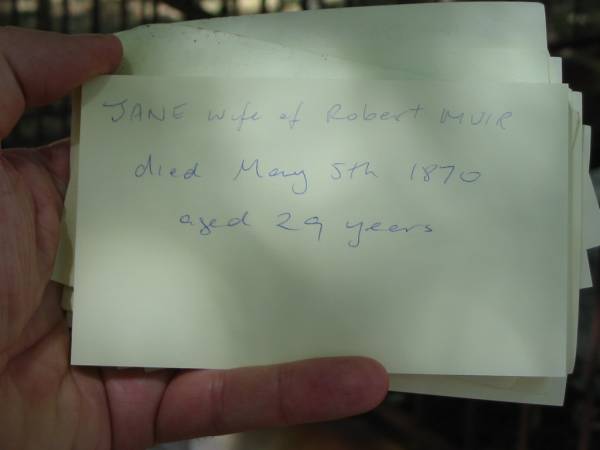 JANE wife of Robert MUIR
died May 5th 1870
aged 29 years